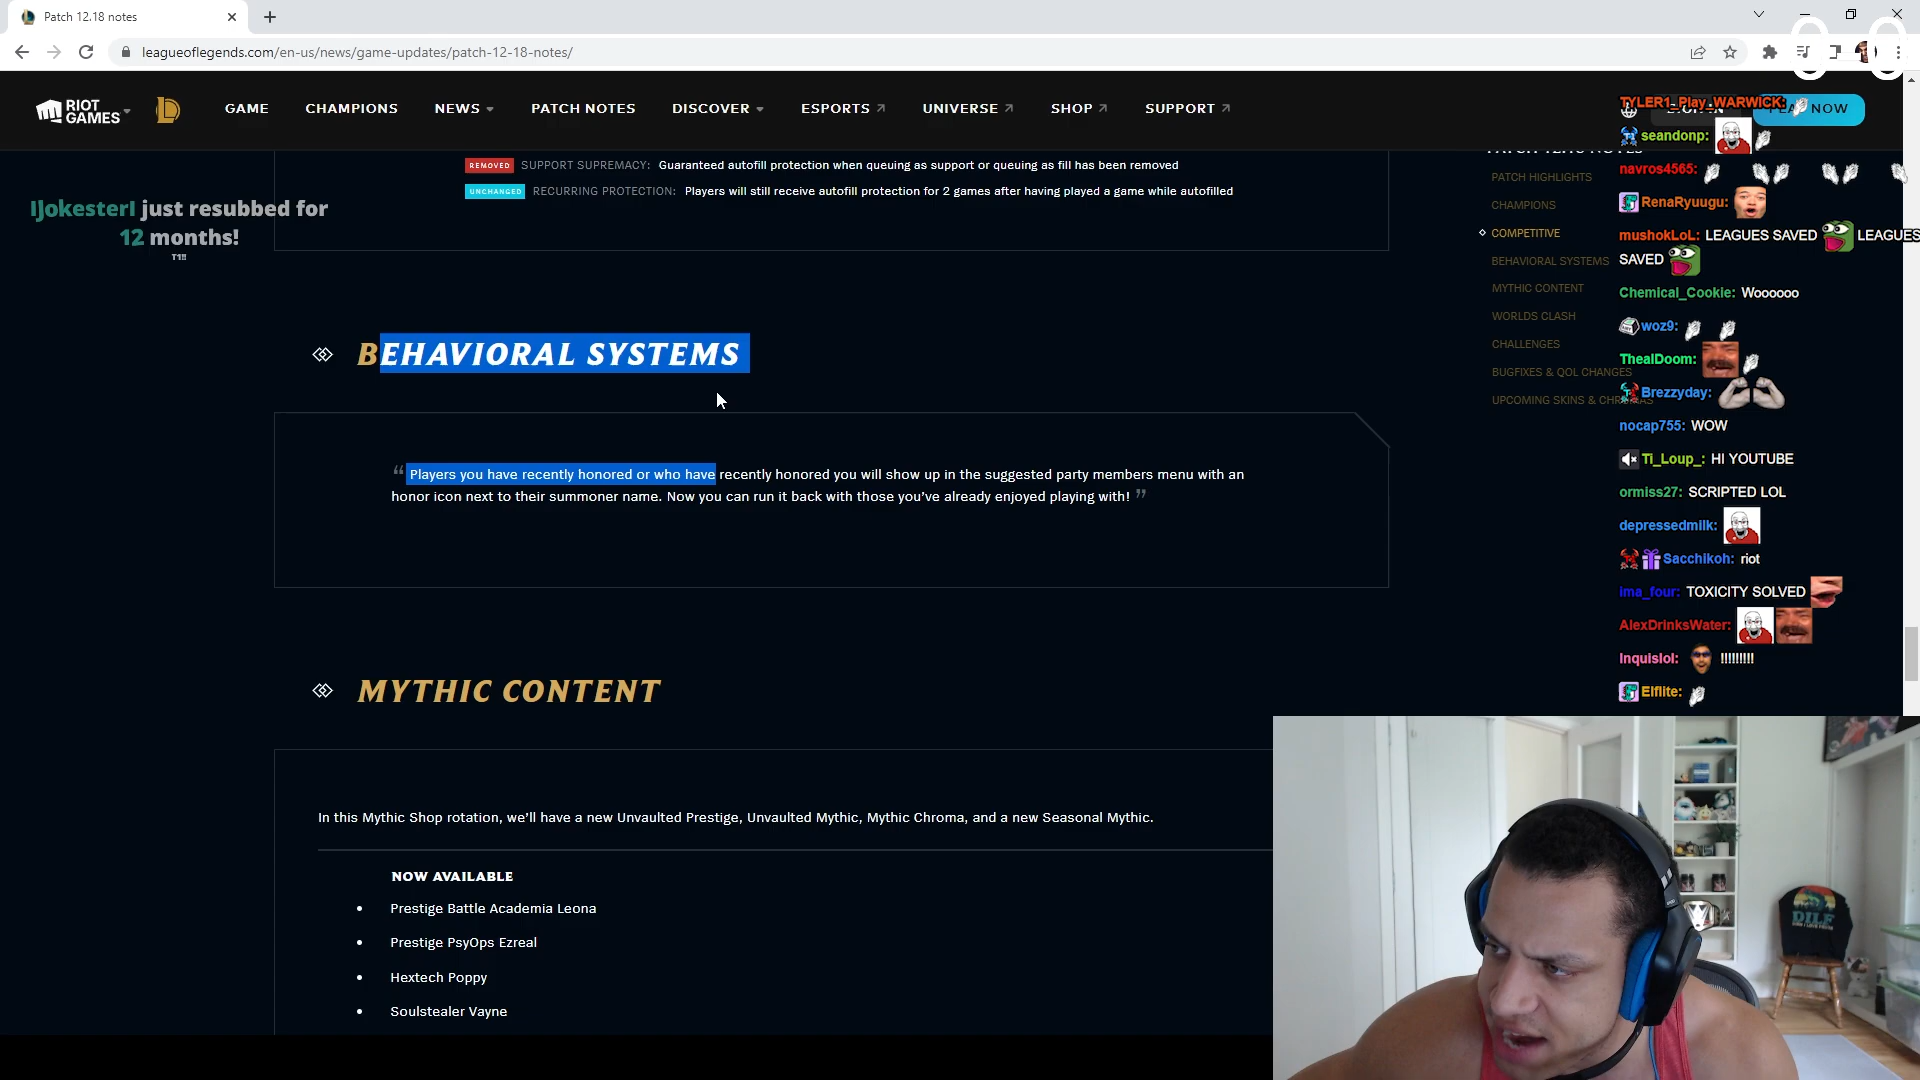 Patch 12.18 notes
leagueoflegends.com/en-us/news/game-updates/patch-12-18-notes/
RIOT GAMES
GAME CHAMPIONS NEWS PATCH NOTES DISCOVER ESPORTS UNIVERSE SHOP SUPPORT
NOW
REMOVED SUPPORT SUPREMACY: Guaranteed autofill protection when queuing as support or queuing as fill has been removed
UNCHANGED RECURRING PROTECTION: Players will still receive autofill protection for 2 games after having played a game while autofilled
IJokesterI just resubbed for
12 months!
T1!!
BEHAVIORAL SYSTEMS
“ Players you have recently honored or who have recently honored you will show up in the suggested party members menu with an
honor icon next to their summoner name. Now you can run it back with those you’ve already enjoyed playing with! ”
MYTHIC CONTENT
In this Mythic Shop rotation, we’ll have a new Unvaulted Prestige, Unvaulted Mythic, Mythic Chroma, and a new Seasonal Mythic.
NOW AVAILABLE
• Prestige Battle Academia Leona
• Prestige PsyOps Ezreal
• Hextech Poppy
• Soulstealer Vayne
PATCH HIGHLIGHTS
CHAMPIONS
COMPETITIVE
BEHAVIORAL SYSTEMS
MYTHIC CONTENT
WORLDS CLASH
CHALLENGES
BUGFIXES & QOL CHANGES
UPCOMING SKINS &
TYLER1_Play_WARWICK:
seandonp:
navros4565:
RenaRyuugu:
mushokLoL: LEAGUES SAVED LEAGUES
SAVED
Chemical_Cookie: Woooooo
woz9:
ThealDoom:
Brezzyday:
nocap755: WOW
Ti_Loup_: HI YOUTUBE
ormiss27: SCRIPTED LOL
depressedmilk:
Sacchikoh: riot
ima_four: TOXICITY SOLVED
AlexDrinksWater:
Inquislol: !!!!!!!!!
Elflite:
DILF